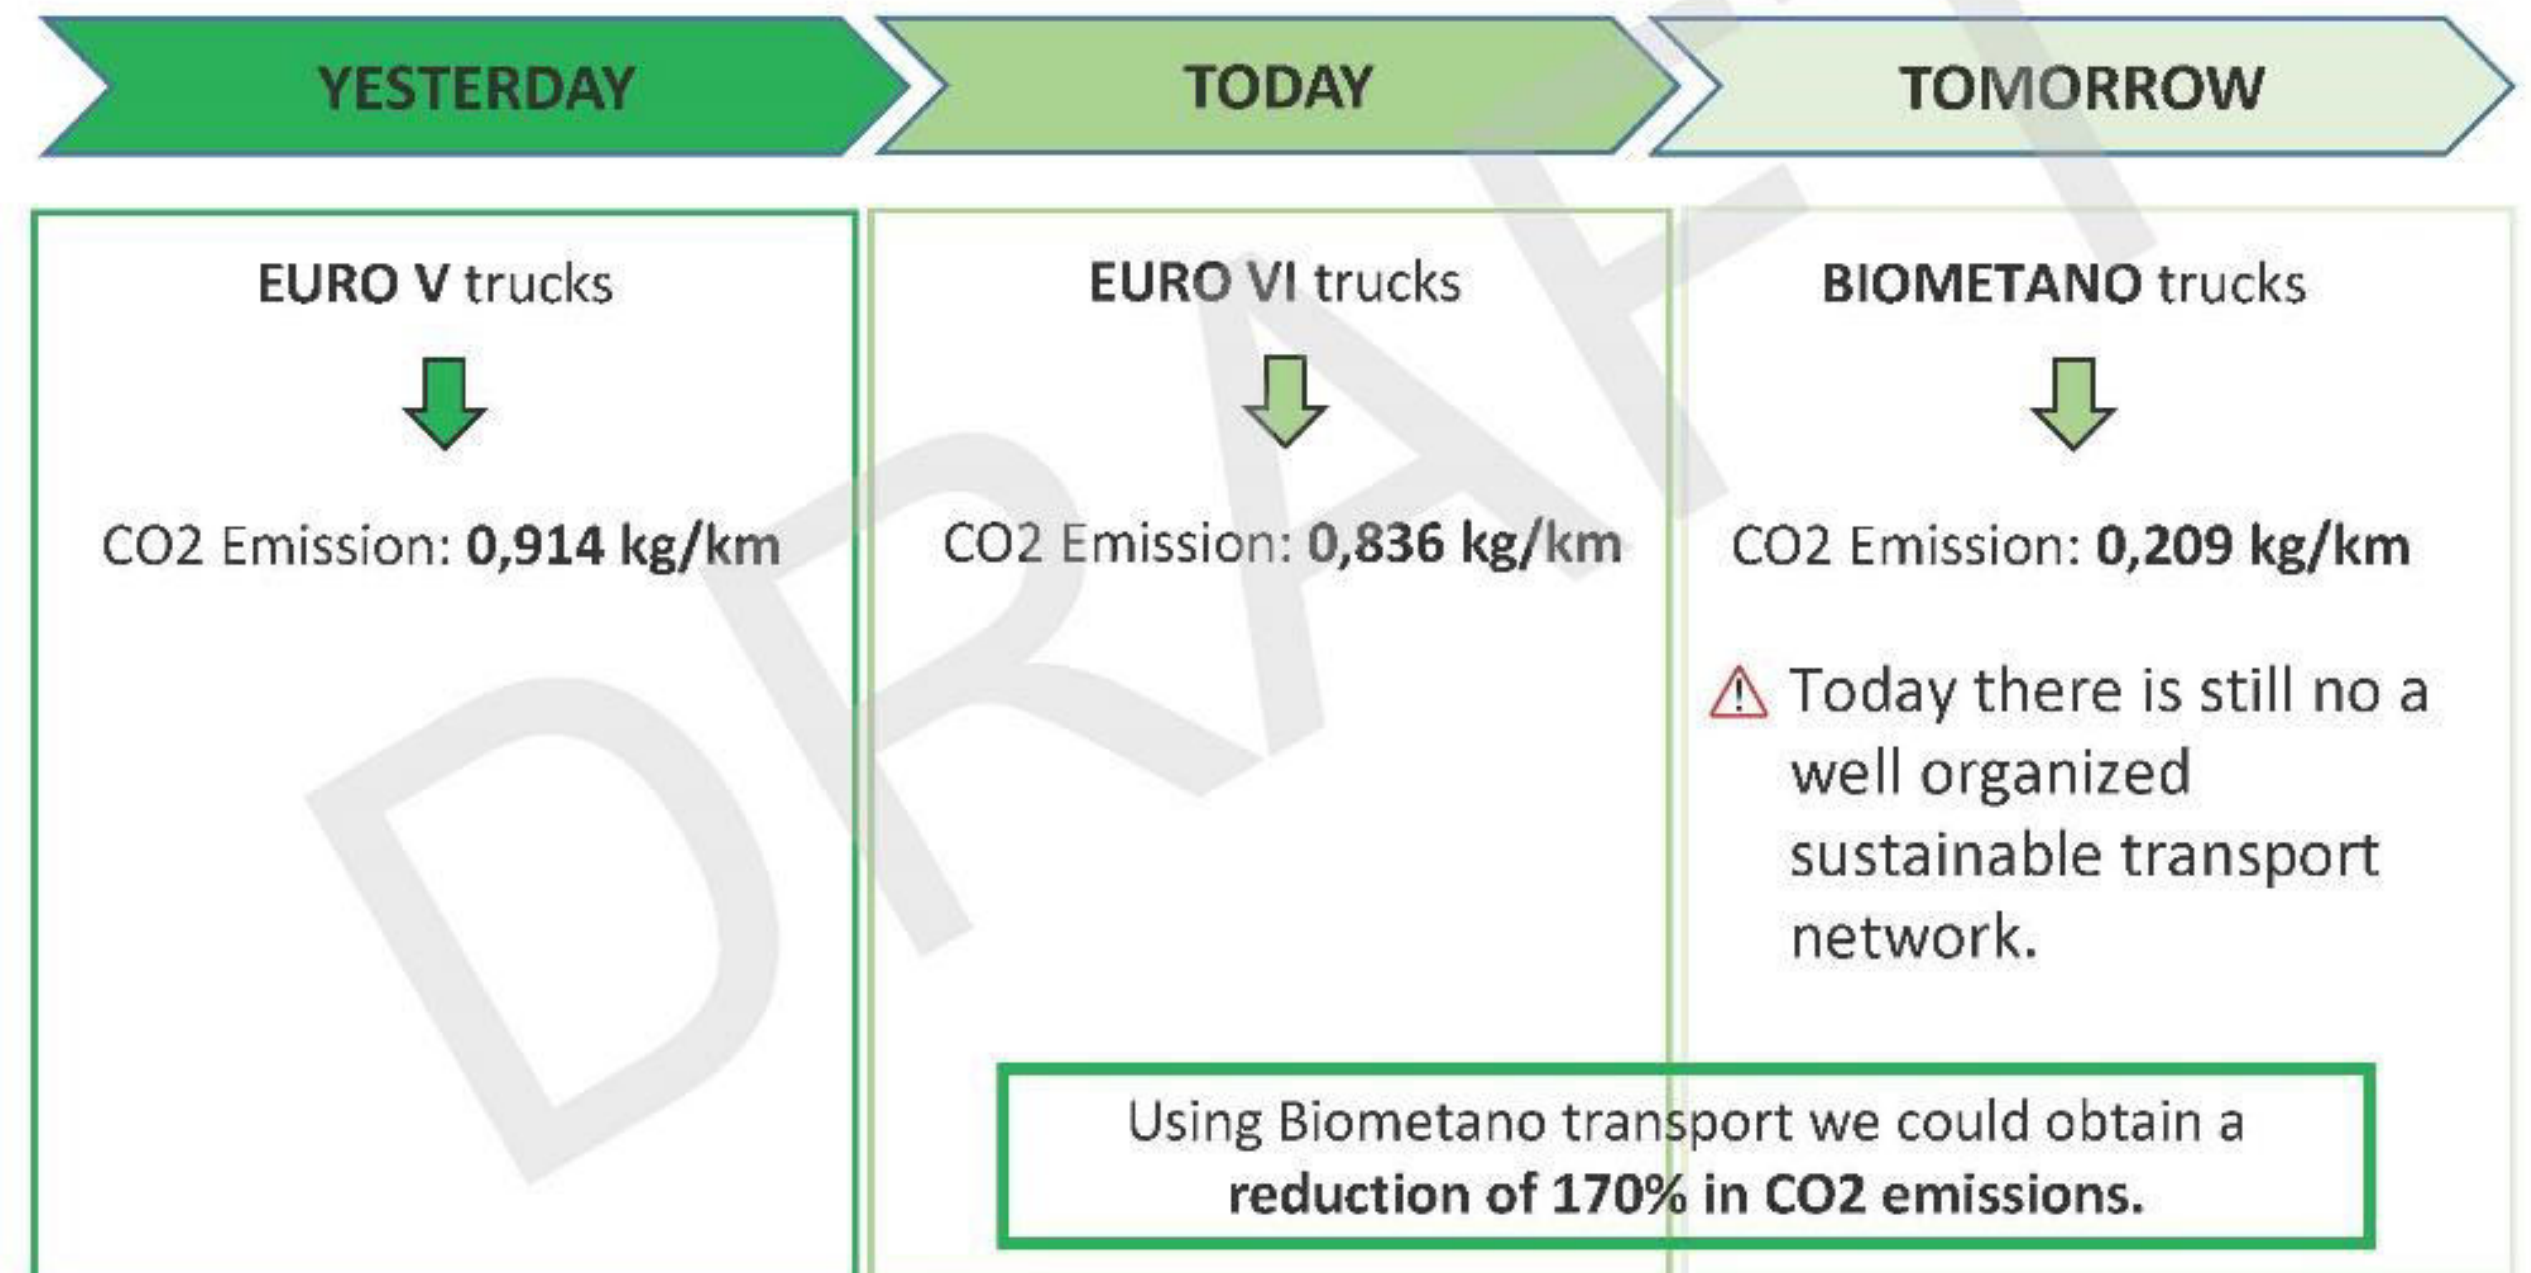 YESTERDAY
TODAY
TOMORROW
EURO V trucks
CO2 Emission: 0,914 kg/km
EURO VI trucks
CO2 Emission: 0,836 kg/km
BIOMETANO trucks
CO2 Emission: 0,209 kg/km
⚠ Today there is still no a
well organized
sustainable transport
network.
Using Biometano transport we could obtain a
reduction of 170% in CO2 emissions.
DRAFT